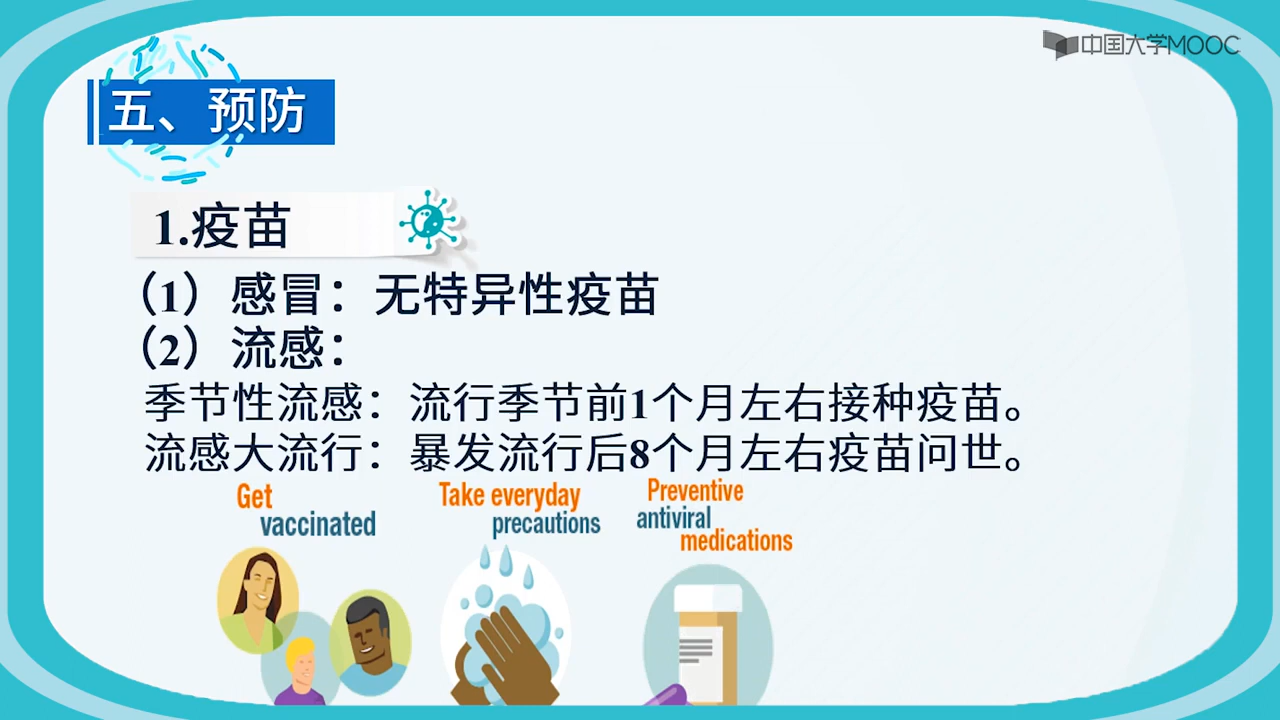 中国大学MOOC
五、预防
1.疫苗
（1）感冒：无特异性疫苗
（2）流感：
季节性流感：流行季节前1个月左右接种疫苗。
流感大流行：暴发流行后8个月左右疫苗问世。
Get
vaccinated
Take everyday
precautions
Preventive
antiviral
medications